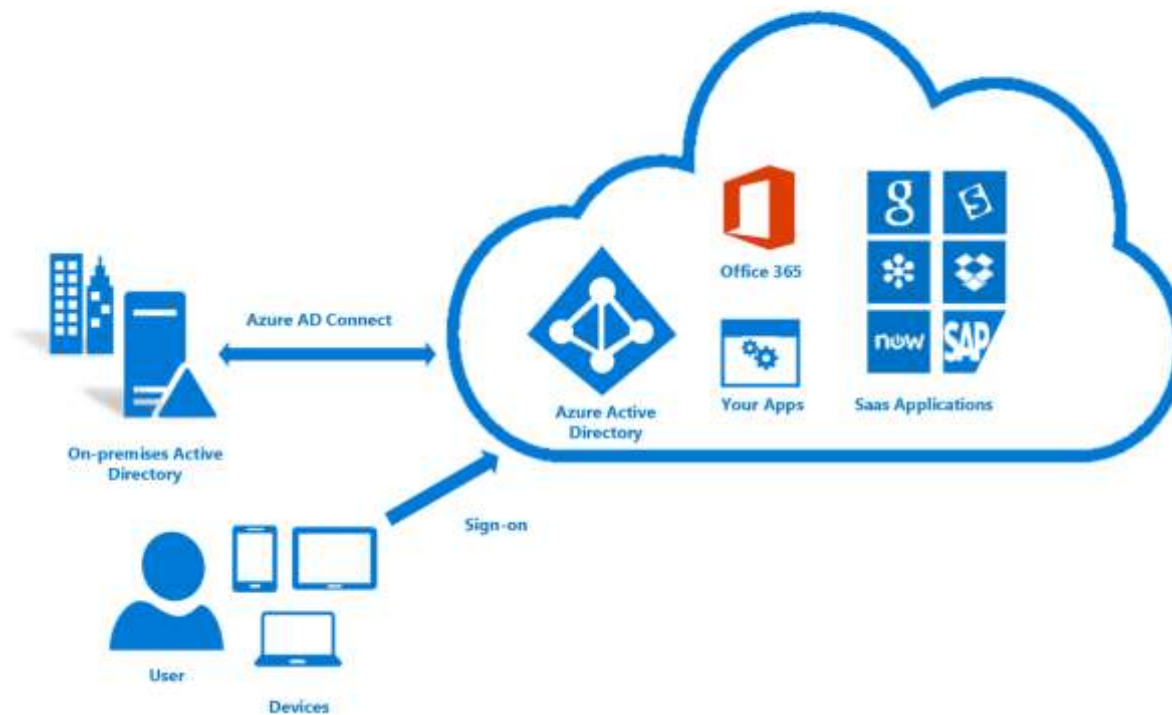 Office 365
Azure AD Connect
now
SAP
Azure Active
Directory
Your Apps
Saas Applications
On-premises Active
Directory
Sign-on
User
Devices